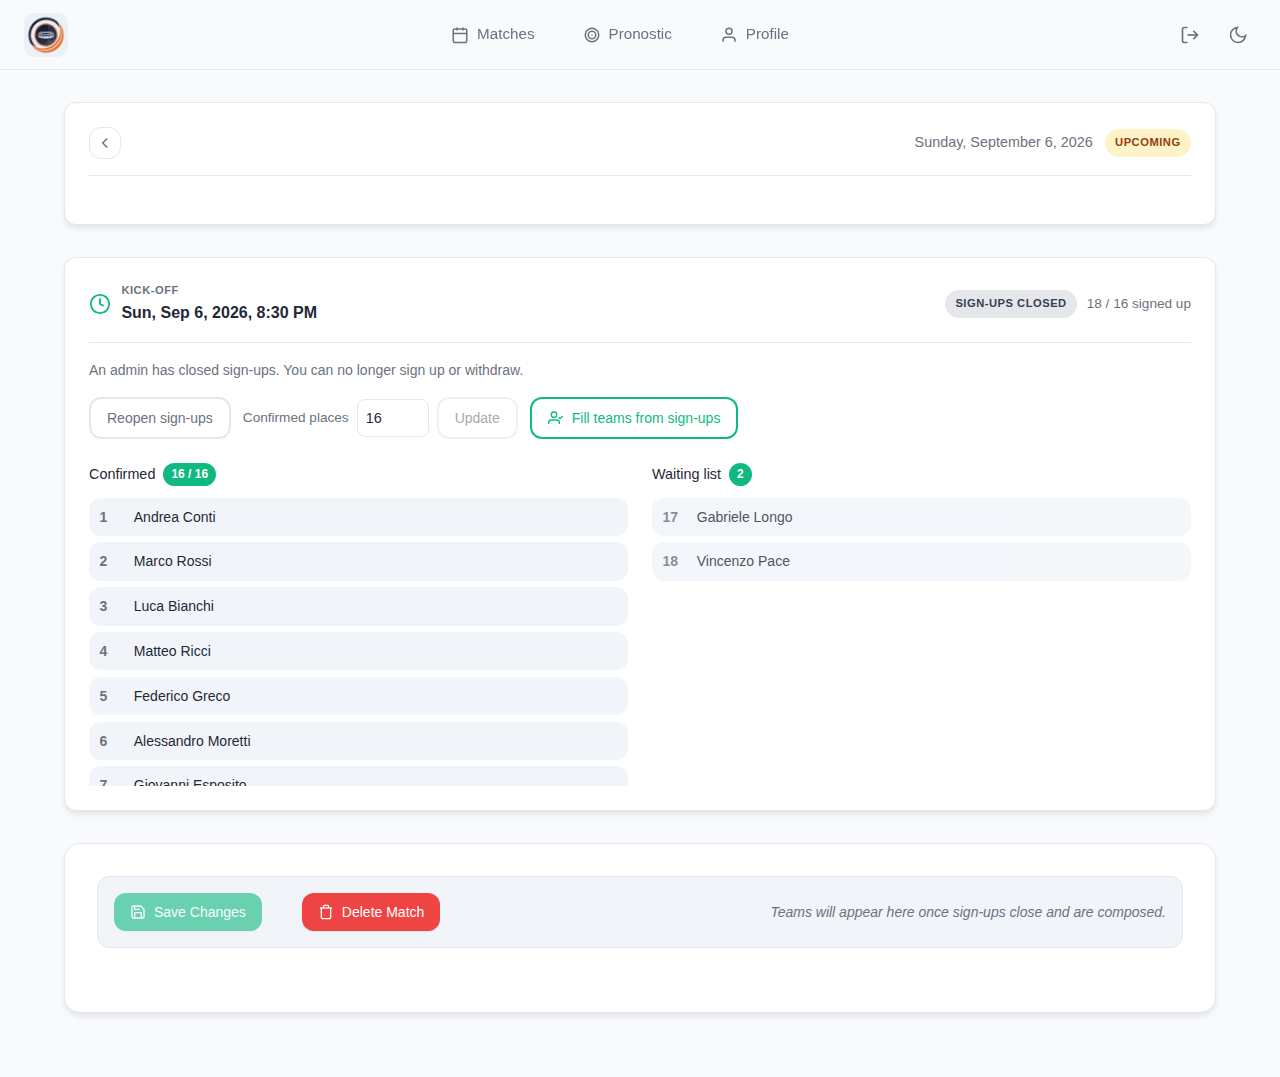 Matches
Pronostic
Profile
Sunday, September 6, 2026
UPCOMING
KICK-OFF
Sun, Sep 6, 2026, 8:30 PM
SIGN-UPS CLOSED
18 / 16 signed up
An admin has closed sign-ups. You can no longer sign up or withdraw.
Reopen sign-ups
Confirmed places
16
Update
Fill teams from sign-ups
Confirmed 16 / 16
1 Andrea Conti
2 Marco Rossi
3 Luca Bianchi
4 Matteo Ricci
5 Federico Greco
6 Alessandro Moretti
7 Giovanni Esposito
Waiting list 2
17 Gabriele Longo
18 Vincenzo Pace
Save Changes
Delete Match
Teams will appear here once sign-ups close and are composed.